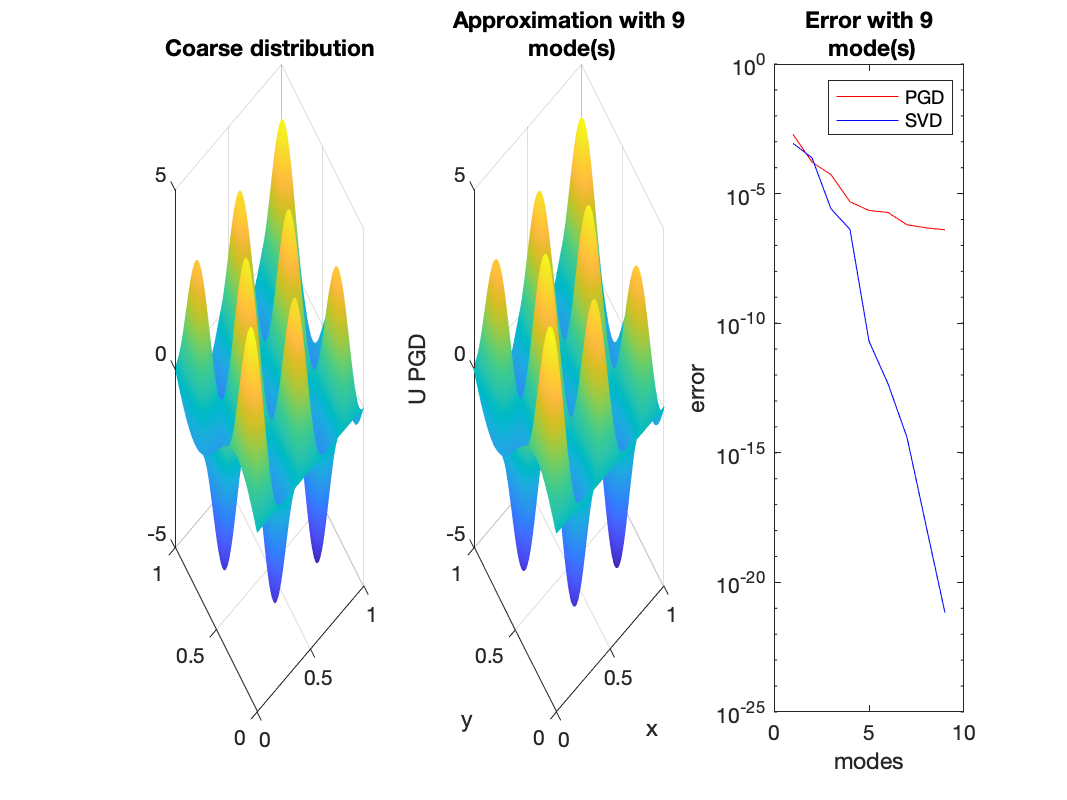 Coarse distribution
5
0
-5
1
0.5
0
0
0.5
1
Approximation with 9
mode(s)
U PGD
5
0
-5
1
0.5
0
0
0.5
1
y
x
Error with 9
mode(s)
PGD
SVD
error
10^0
10^-5
10^-10
10^-15
10^-20
10^-25
0
5
10
modes